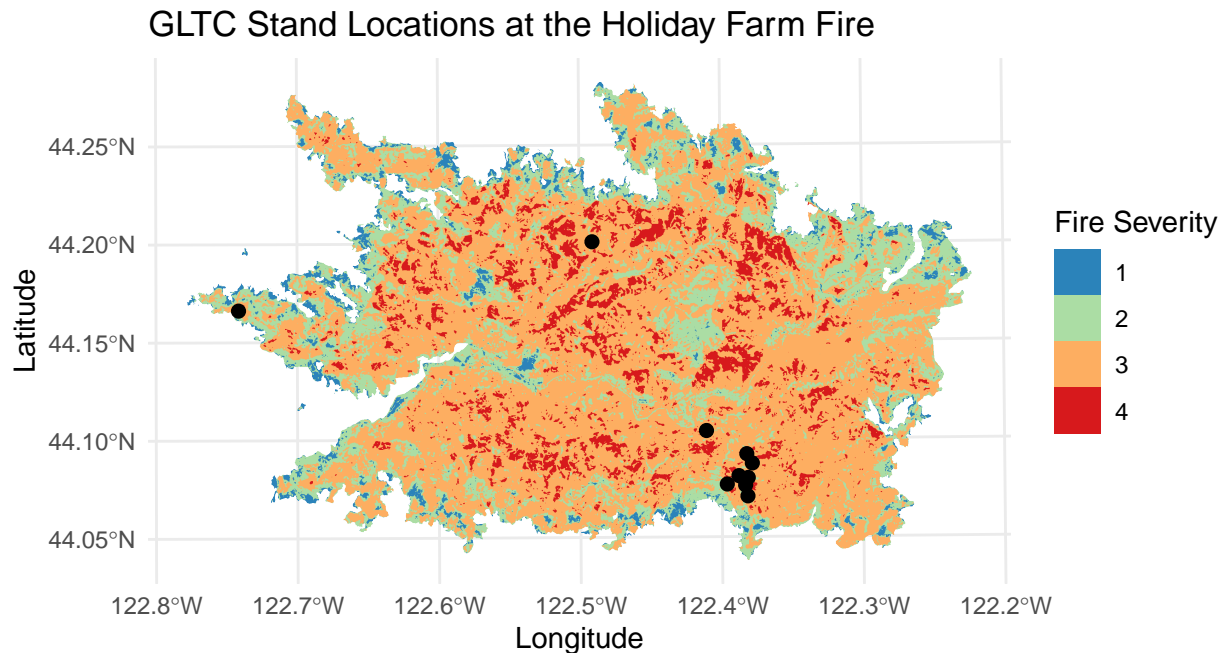 GLTC Stand Locations at the Holiday Farm Fire
44.25°N
44.20°N
44.15°N
44.10°N
44.05°N
Latitude
122.8°W 122.7°W 122.6°W 122.5°W 122.4°W 122.3°W 122.2°W
Longitude
Fire Severity
1
2
3
4